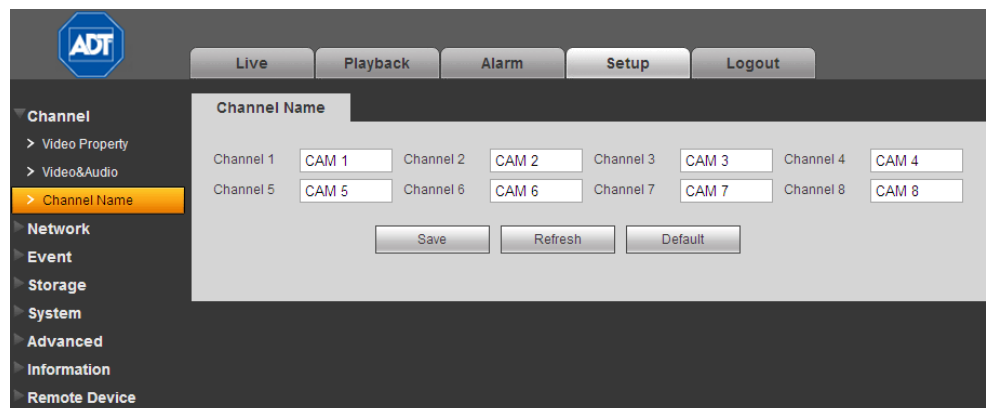 ADT
Live Playback Alarm Setup Logout
Channel
> Video Property
> Video&Audio
> Channel Name
Network
Event
Storage
System
Advanced
Information
Remote Device
Channel Name
Channel 1 CAM 1 Channel 2 CAM 2 Channel 3 CAM 3 Channel 4 CAM 4
Channel 5 CAM 5 Channel 6 CAM 6 Channel 7 CAM 7 Channel 8 CAM 8
Save Refresh Default